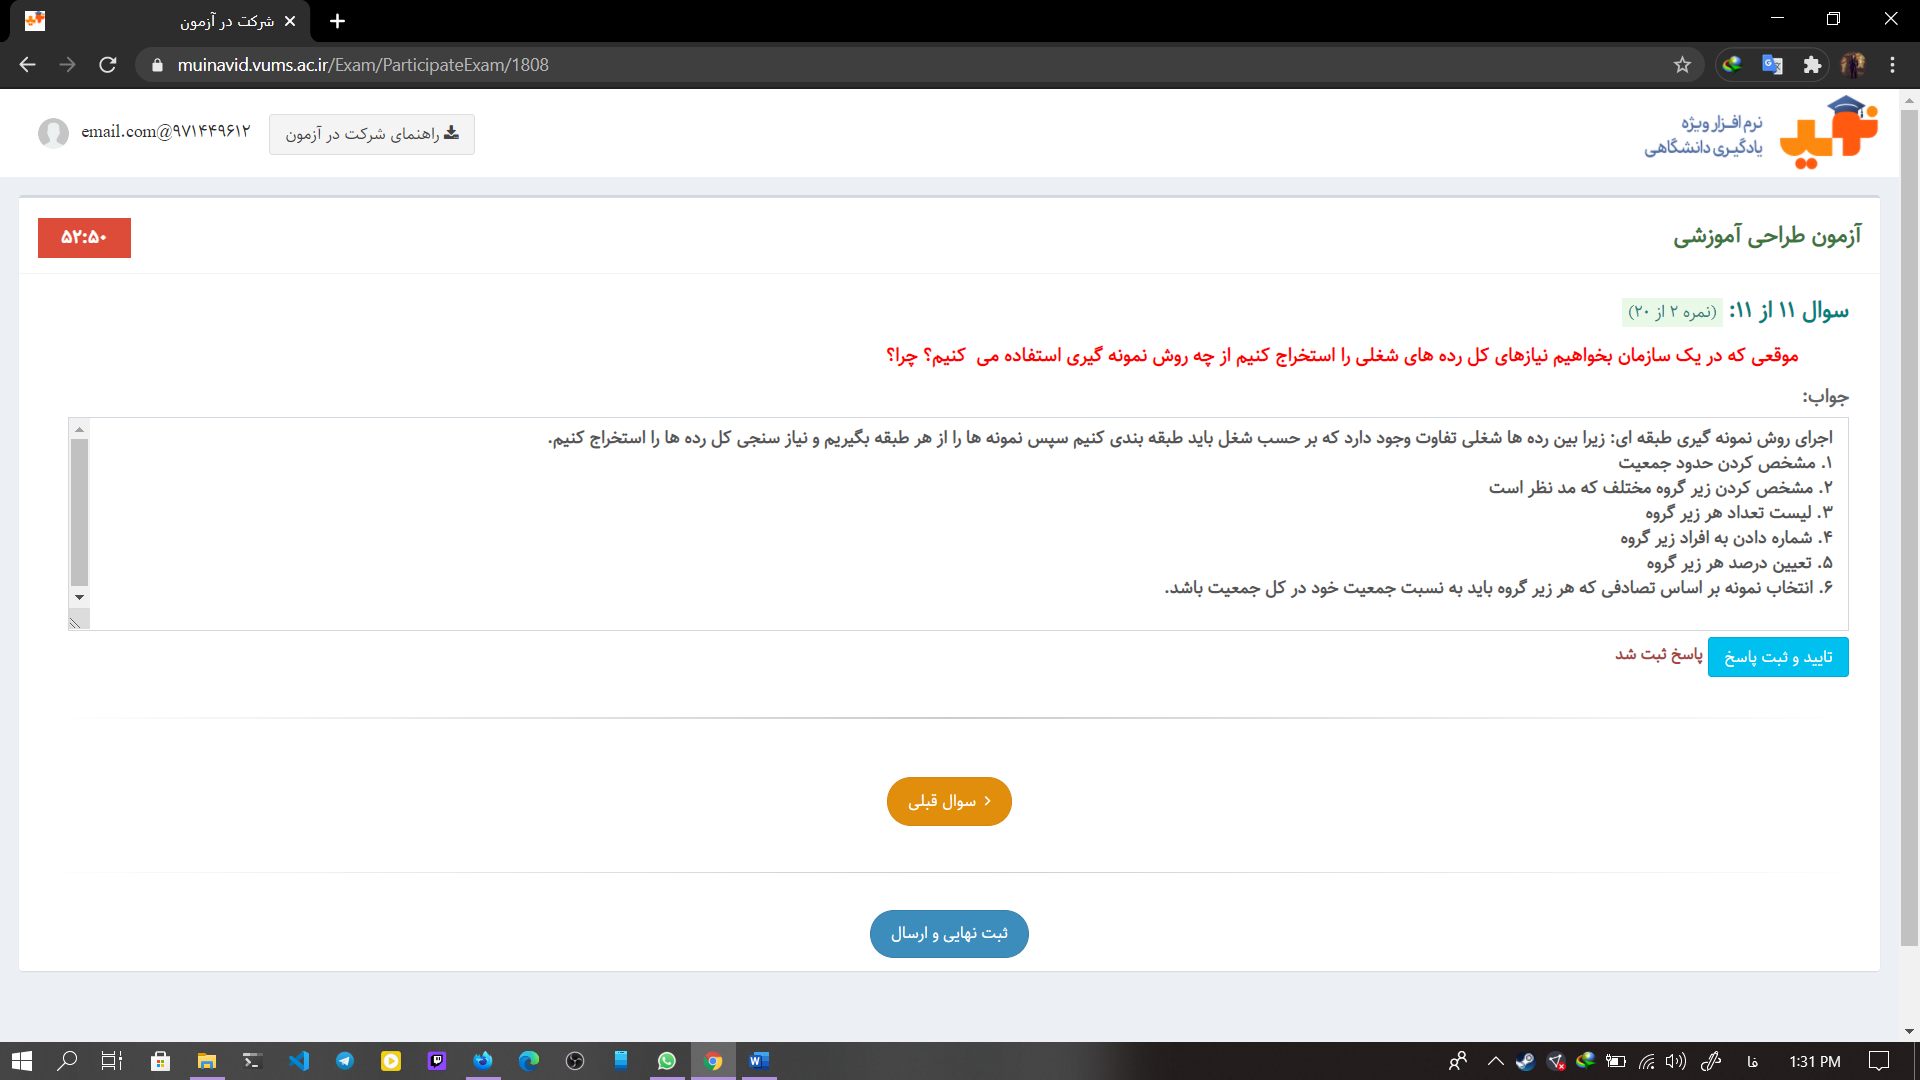 شرکت در آزمون
muinavid.vums.ac.ir/Exam/ParticipateExam/1808
نرم افزار ویژه
یادگیری دانشگاهی
نوید
راهنمای شرکت در آزمون
email.com@۹۷۱۴۴۹۶۱۲
آزمون طراحی آموزشی
۵۲:۵۰
سوال ۱۱ از ۱۱: (نمره ۲ از ۲۰)
موقعی که در یک سازمان بخواهیم نیازهای کل رده های شغلی را استخراج کنیم از چه روش نمونه گیری استفاده می کنیم؟ چرا؟
جواب:
اجرای روش نمونه گیری طبقه ای: زیرا بین رده ها شغلی تفاوت وجود دارد که بر حسب شغل باید طبقه بندی کنیم سپس نمونه ها را از هر طبقه بگیریم و نیاز سنجی کل رده ها را استخراج کنیم.
۱. مشخص کردن حدود جمعیت
۲. مشخص کردن زیر گروه مختلف که مد نظر است
۳. لیست تعداد هر زیر گروه
۴. شماره دادن به افراد زیر گروه
۵. تعیین درصد هر زیر گروه
۶. انتخاب نمونه بر اساس تصادفی که هر زیر گروه باید به نسبت جمعیت خود در کل جمعیت باشد.
تایید و ثبت پاسخ
پاسخ ثبت شد
سوال قبلی
ثبت نهایی و ارسال
فا
1:31 PM